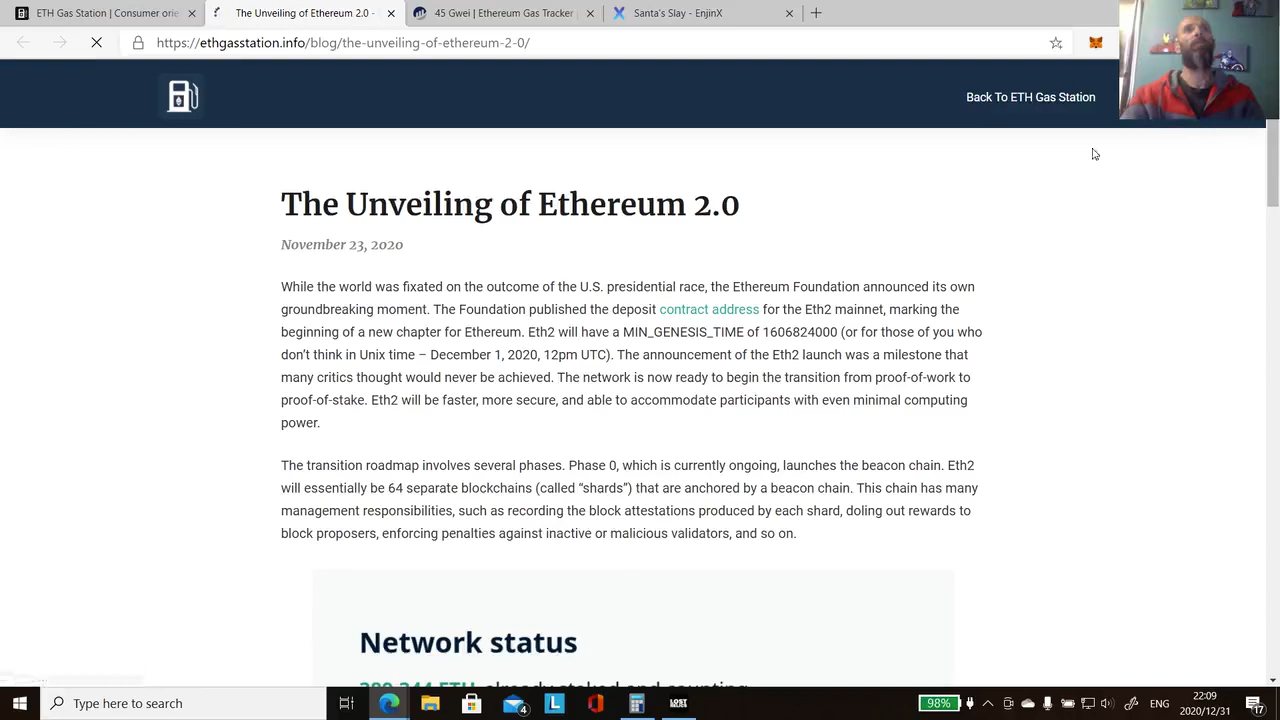 ETH Gas Station | Consumer orie
The Unveiling of Ethereum 2.0 -
45 Gwei | Ethereum Gas Tracker
Santa's Slay - EnjinX
https://ethgasstation.info/blog/the-unveiling-of-ethereum-2-0/
Back To ETH Gas Station
The Unveiling of Ethereum 2.0
November 23, 2020
While the world was fixated on the outcome of the U.S. presidential race, the Ethereum Foundation announced its own
groundbreaking moment. The Foundation published the deposit contract address for the Eth2 mainnet, marking the
beginning of a new chapter for Ethereum. Eth2 will have a MIN_GENESIS_TIME of 1606824000 (or for those of you who
don't think in Unix time – December 1, 2020, 12pm UTC). The announcement of the Eth2 launch was a milestone that
many critics thought would never be achieved. The network is now ready to begin the transition from proof-of-work to
proof-of-stake. Eth2 will be faster, more secure, and able to accommodate participants with even minimal computing
power.
The transition roadmap involves several phases. Phase 0, which is currently ongoing, launches the beacon chain. Eth2
will essentially be 64 separate blockchains (called “shards”) that are anchored by a beacon chain. This chain has many
management responsibilities, such as recording the block attestations produced by each shard, doling out rewards to
block proposers, enforcing penalties against inactive or malicious validators, and so on.
Network status
already staked and counting
Type here to search
4
L
LOST
98%
ENG
22:09
2020/12/31
17